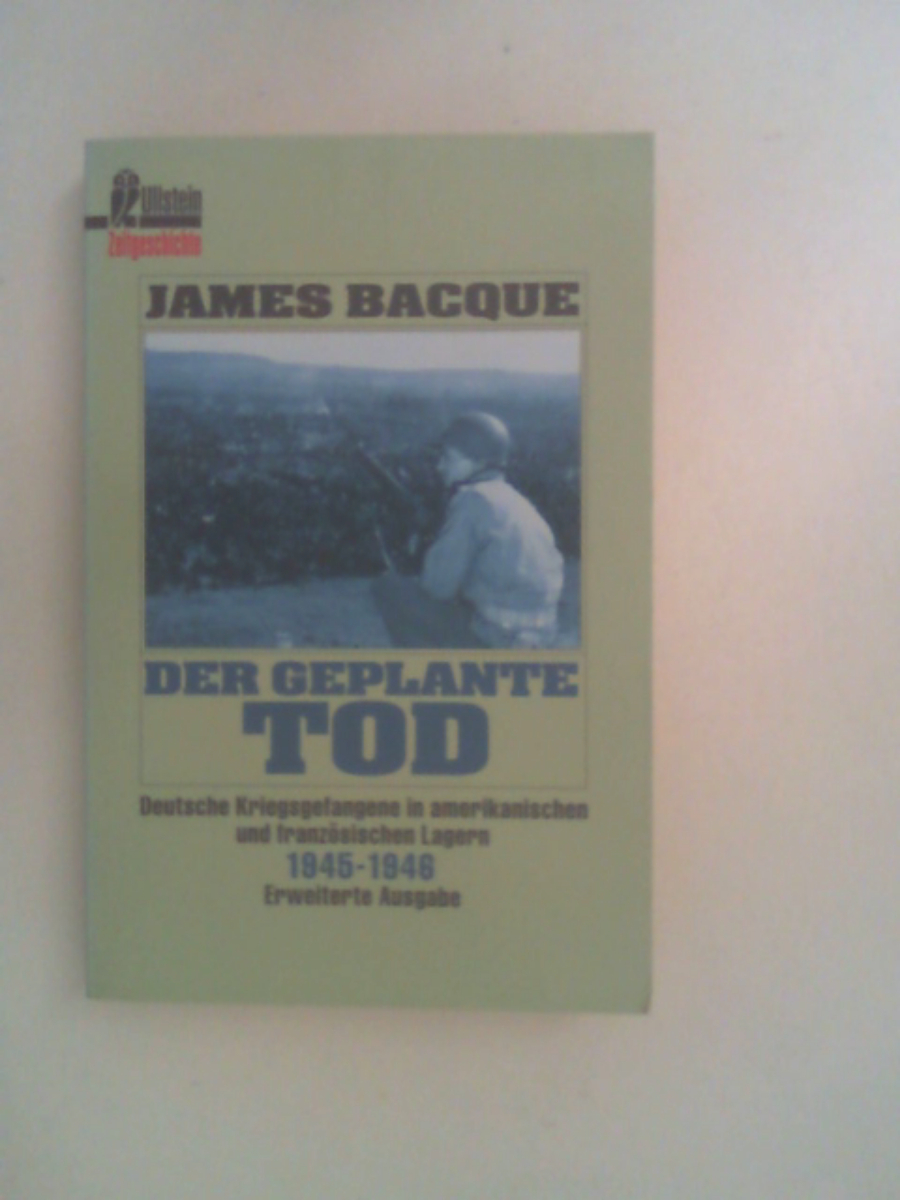 Ullstein
Zeitgeschichte
JAMES BACQUE
DER GEPLANTE
TOD
Deutsche Kriegsgefangene in amerikanischen
und französischen Lagern
1945-1946
Erweiterte Ausgabe